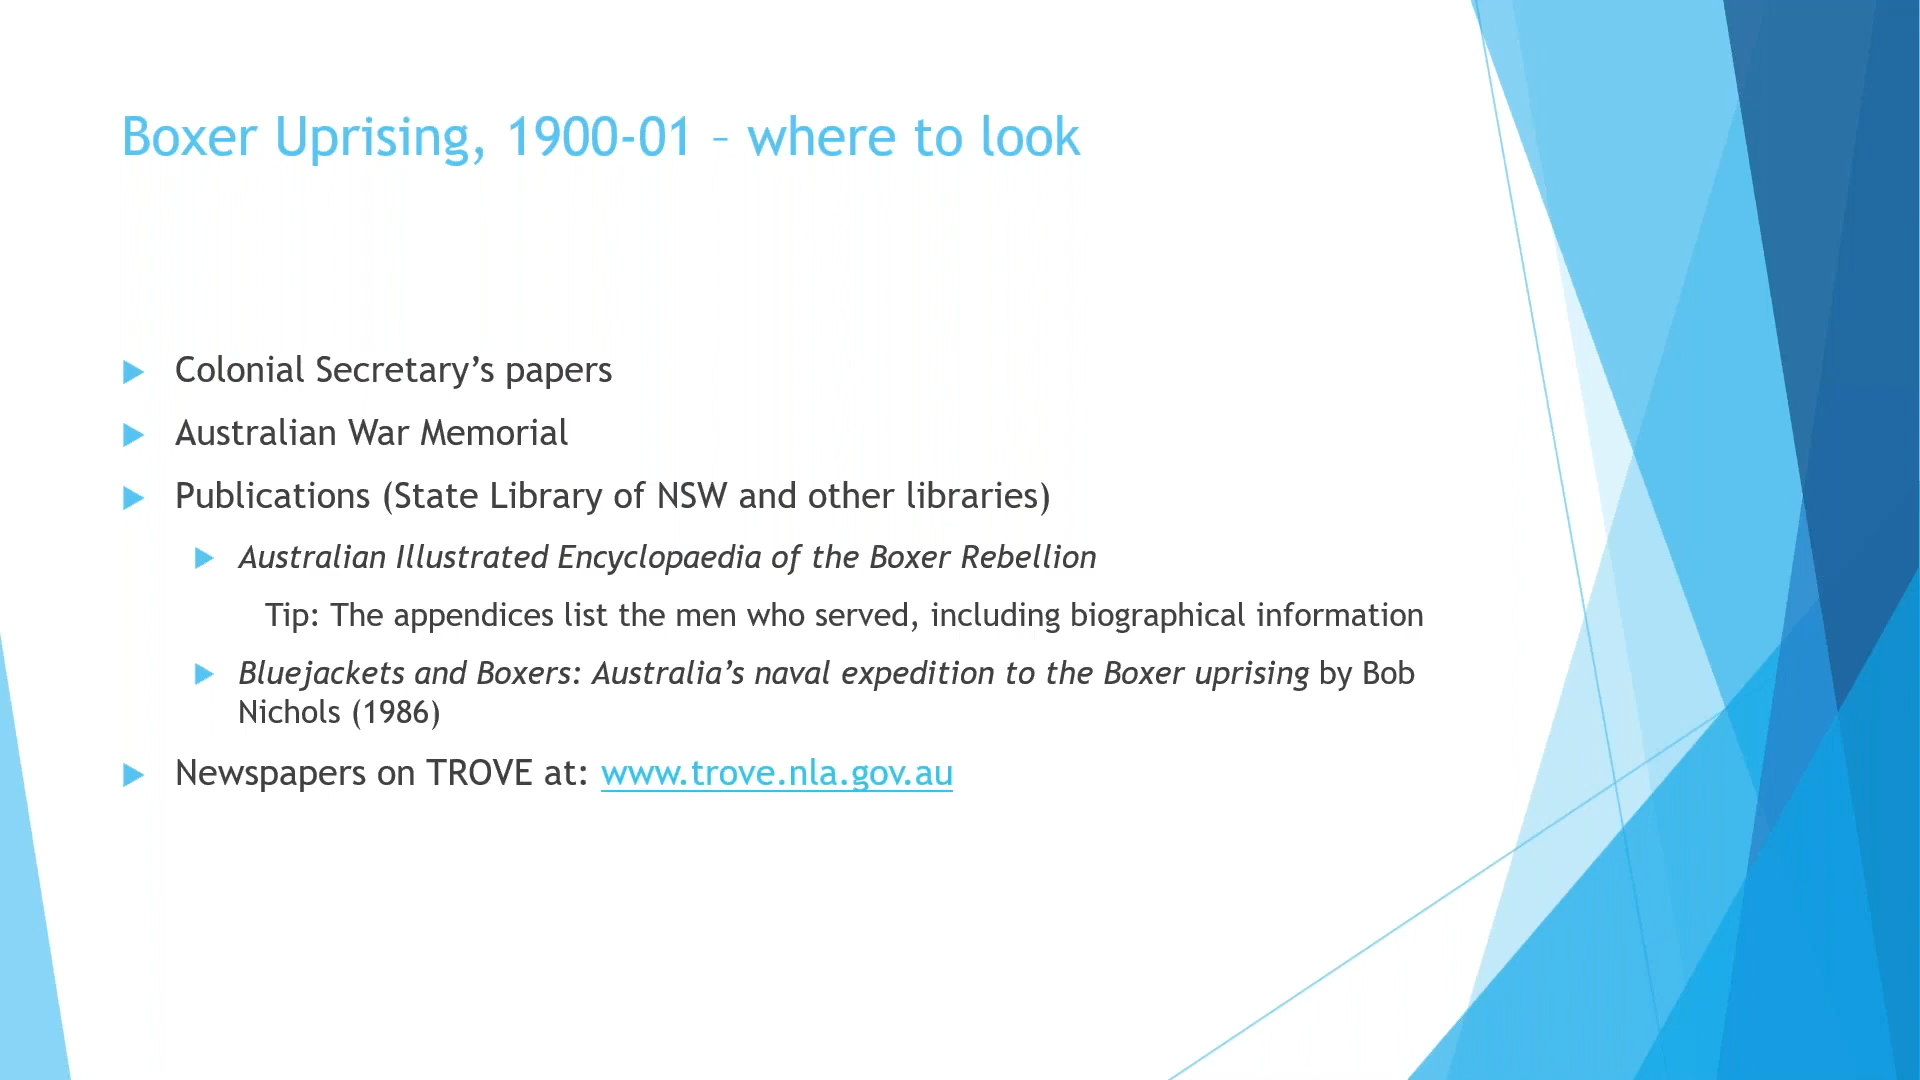 Boxer Uprising, 1900-01 – where to look
Colonial Secretary’s papers
Australian War Memorial
Publications (State Library of NSW and other libraries)
Australian Illustrated Encyclopaedia of the Boxer Rebellion
Tip: The appendices list the men who served, including biographical information
Bluejackets and Boxers: Australia’s naval expedition to the Boxer uprising by Bob
Nichols (1986)
Newspapers on TROVE at: www.trove.nla.gov.au